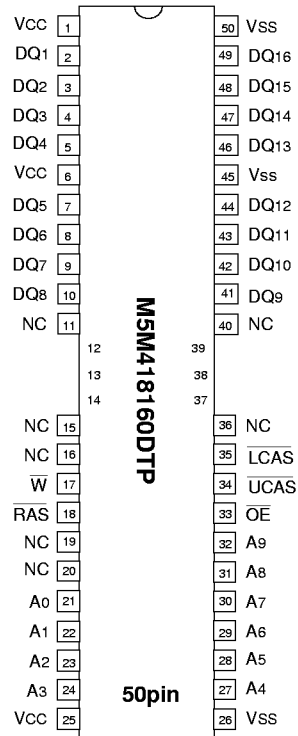 VCC 1 50 VSS
DQ1 2 49 DQ16
DQ2 3 48 DQ15
DQ3 4 47 DQ14
DQ4 5 46 DQ13
VCC 6 45 VSS
DQ5 7 44 DQ12
DQ6 8 43 DQ11
DQ7 9 42 DQ10
DQ8 10 41 DQ9
NC 11 40 NC
12 39
13 38
14 37
M5M418160DTP
NC 15 36 NC
NC 16 35 LCAS
W 17 34 UCAS
RAS 18 33 OE
NC 19 32 A9
NC 20 31 A8
A0 21 30 A7
A1 22 29 A6
A2 23 28 A5
A3 24 27 A4
50pin
VCC 25 26 VSS